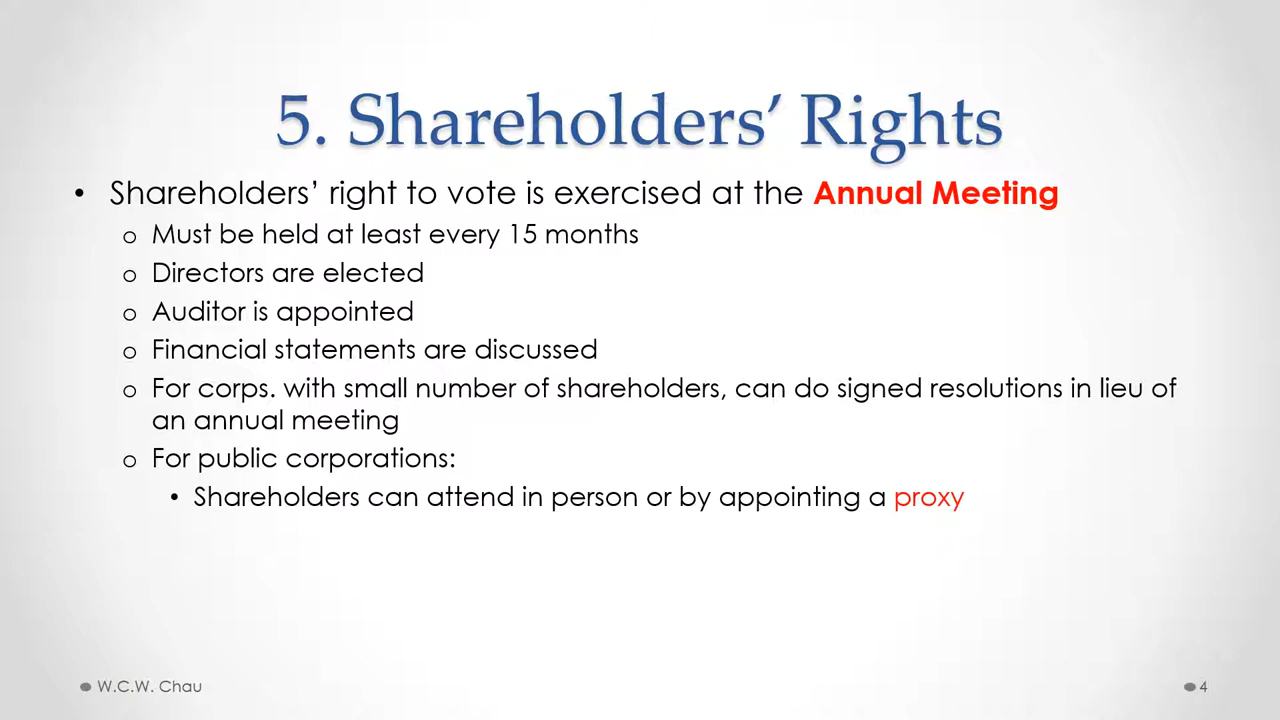 5. Shareholders’ Rights
• Shareholders’ right to vote is exercised at the Annual Meeting
o Must be held at least every 15 months
o Directors are elected
o Auditor is appointed
o Financial statements are discussed
o For corps. with small number of shareholders, can do signed resolutions in lieu of
an annual meeting
o For public corporations:
• Shareholders can attend in person or by appointing a proxy
W.C.W. Chau
4